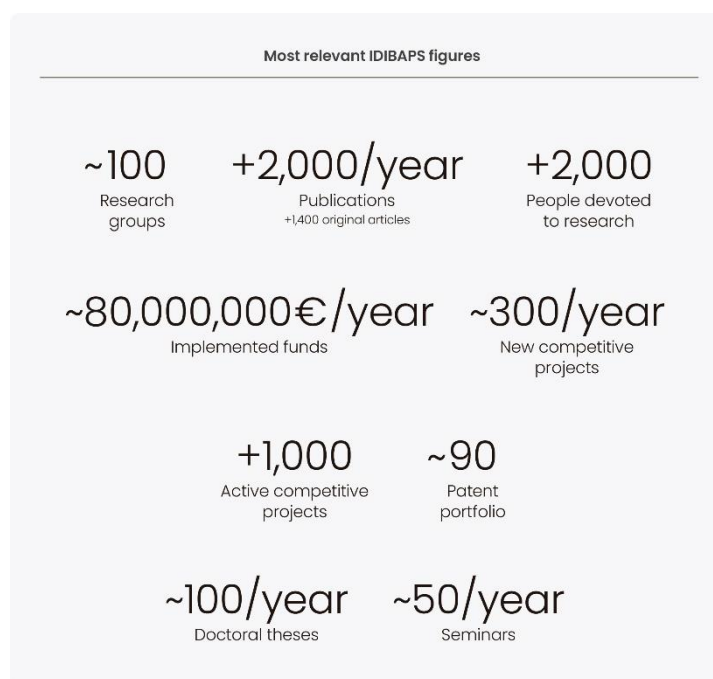 Most relevant IDIBAPS figures
~100
Research
groups
+2,000/year
Publications
+1,400 original articles
+2,000
People devoted
to research
~80,000,000€/year
Implemented funds
~300/year
New competitive
projects
+1,000
Active competitive
projects
~90
Patent
portfolio
~100/year
Doctoral theses
~50/year
Seminars